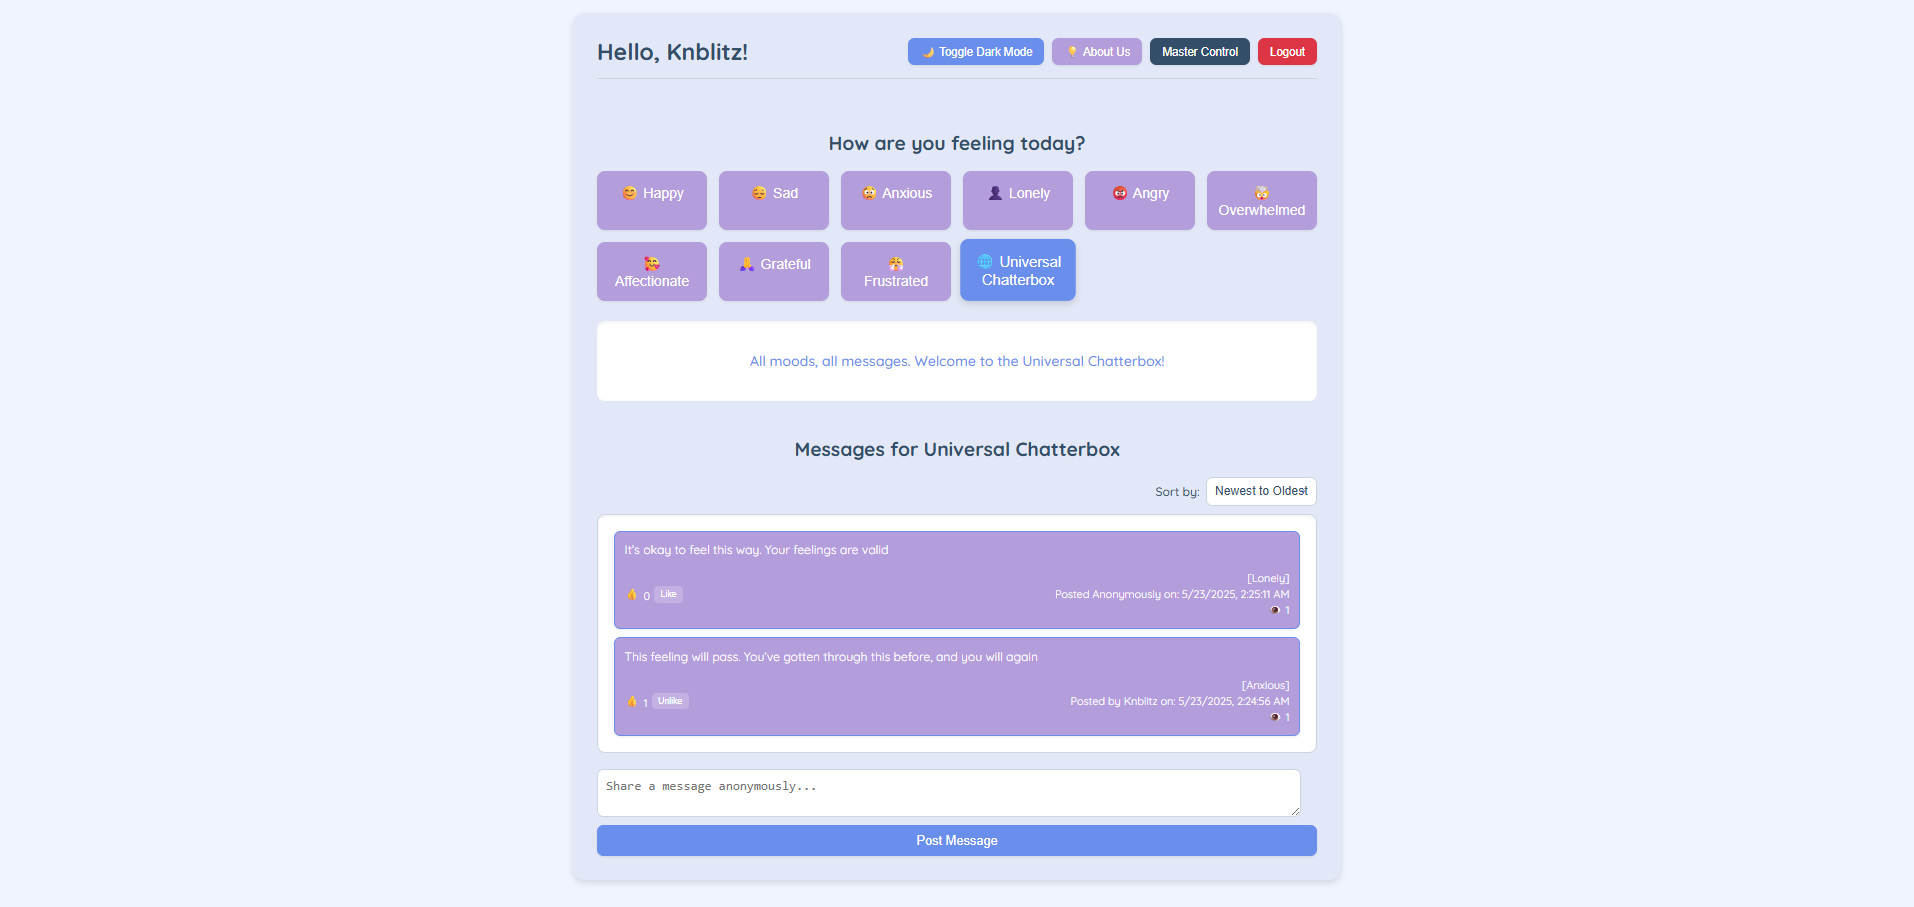 Hello, Knblitz!
🌙 Toggle Dark Mode
💡 About Us
Master Control
Logout
How are you feeling today?
😊 Happy
😔 Sad
😰 Anxious
👤 Lonely
😡 Angry
🤯
Overwhelmed
🥰
Affectionate
🙏 Grateful
😤
Frustrated
🌐 Universal
Chatterbox
All moods, all messages. Welcome to the Universal Chatterbox!
Messages for Universal Chatterbox
Sort by: Newest to Oldest
It's okay to feel this way. Your feelings are valid
[Lonely]
👍 0 Like
Posted Anonymously on: 5/23/2025, 2:25:11 AM
👁 1
This feeling will pass. You've gotten through this before, and you will again
[Anxious]
👍 1 Unlike
Posted by Knblitz on: 5/23/2025, 2:24:56 AM
👁 1
Share a message anonymously...
Post Message